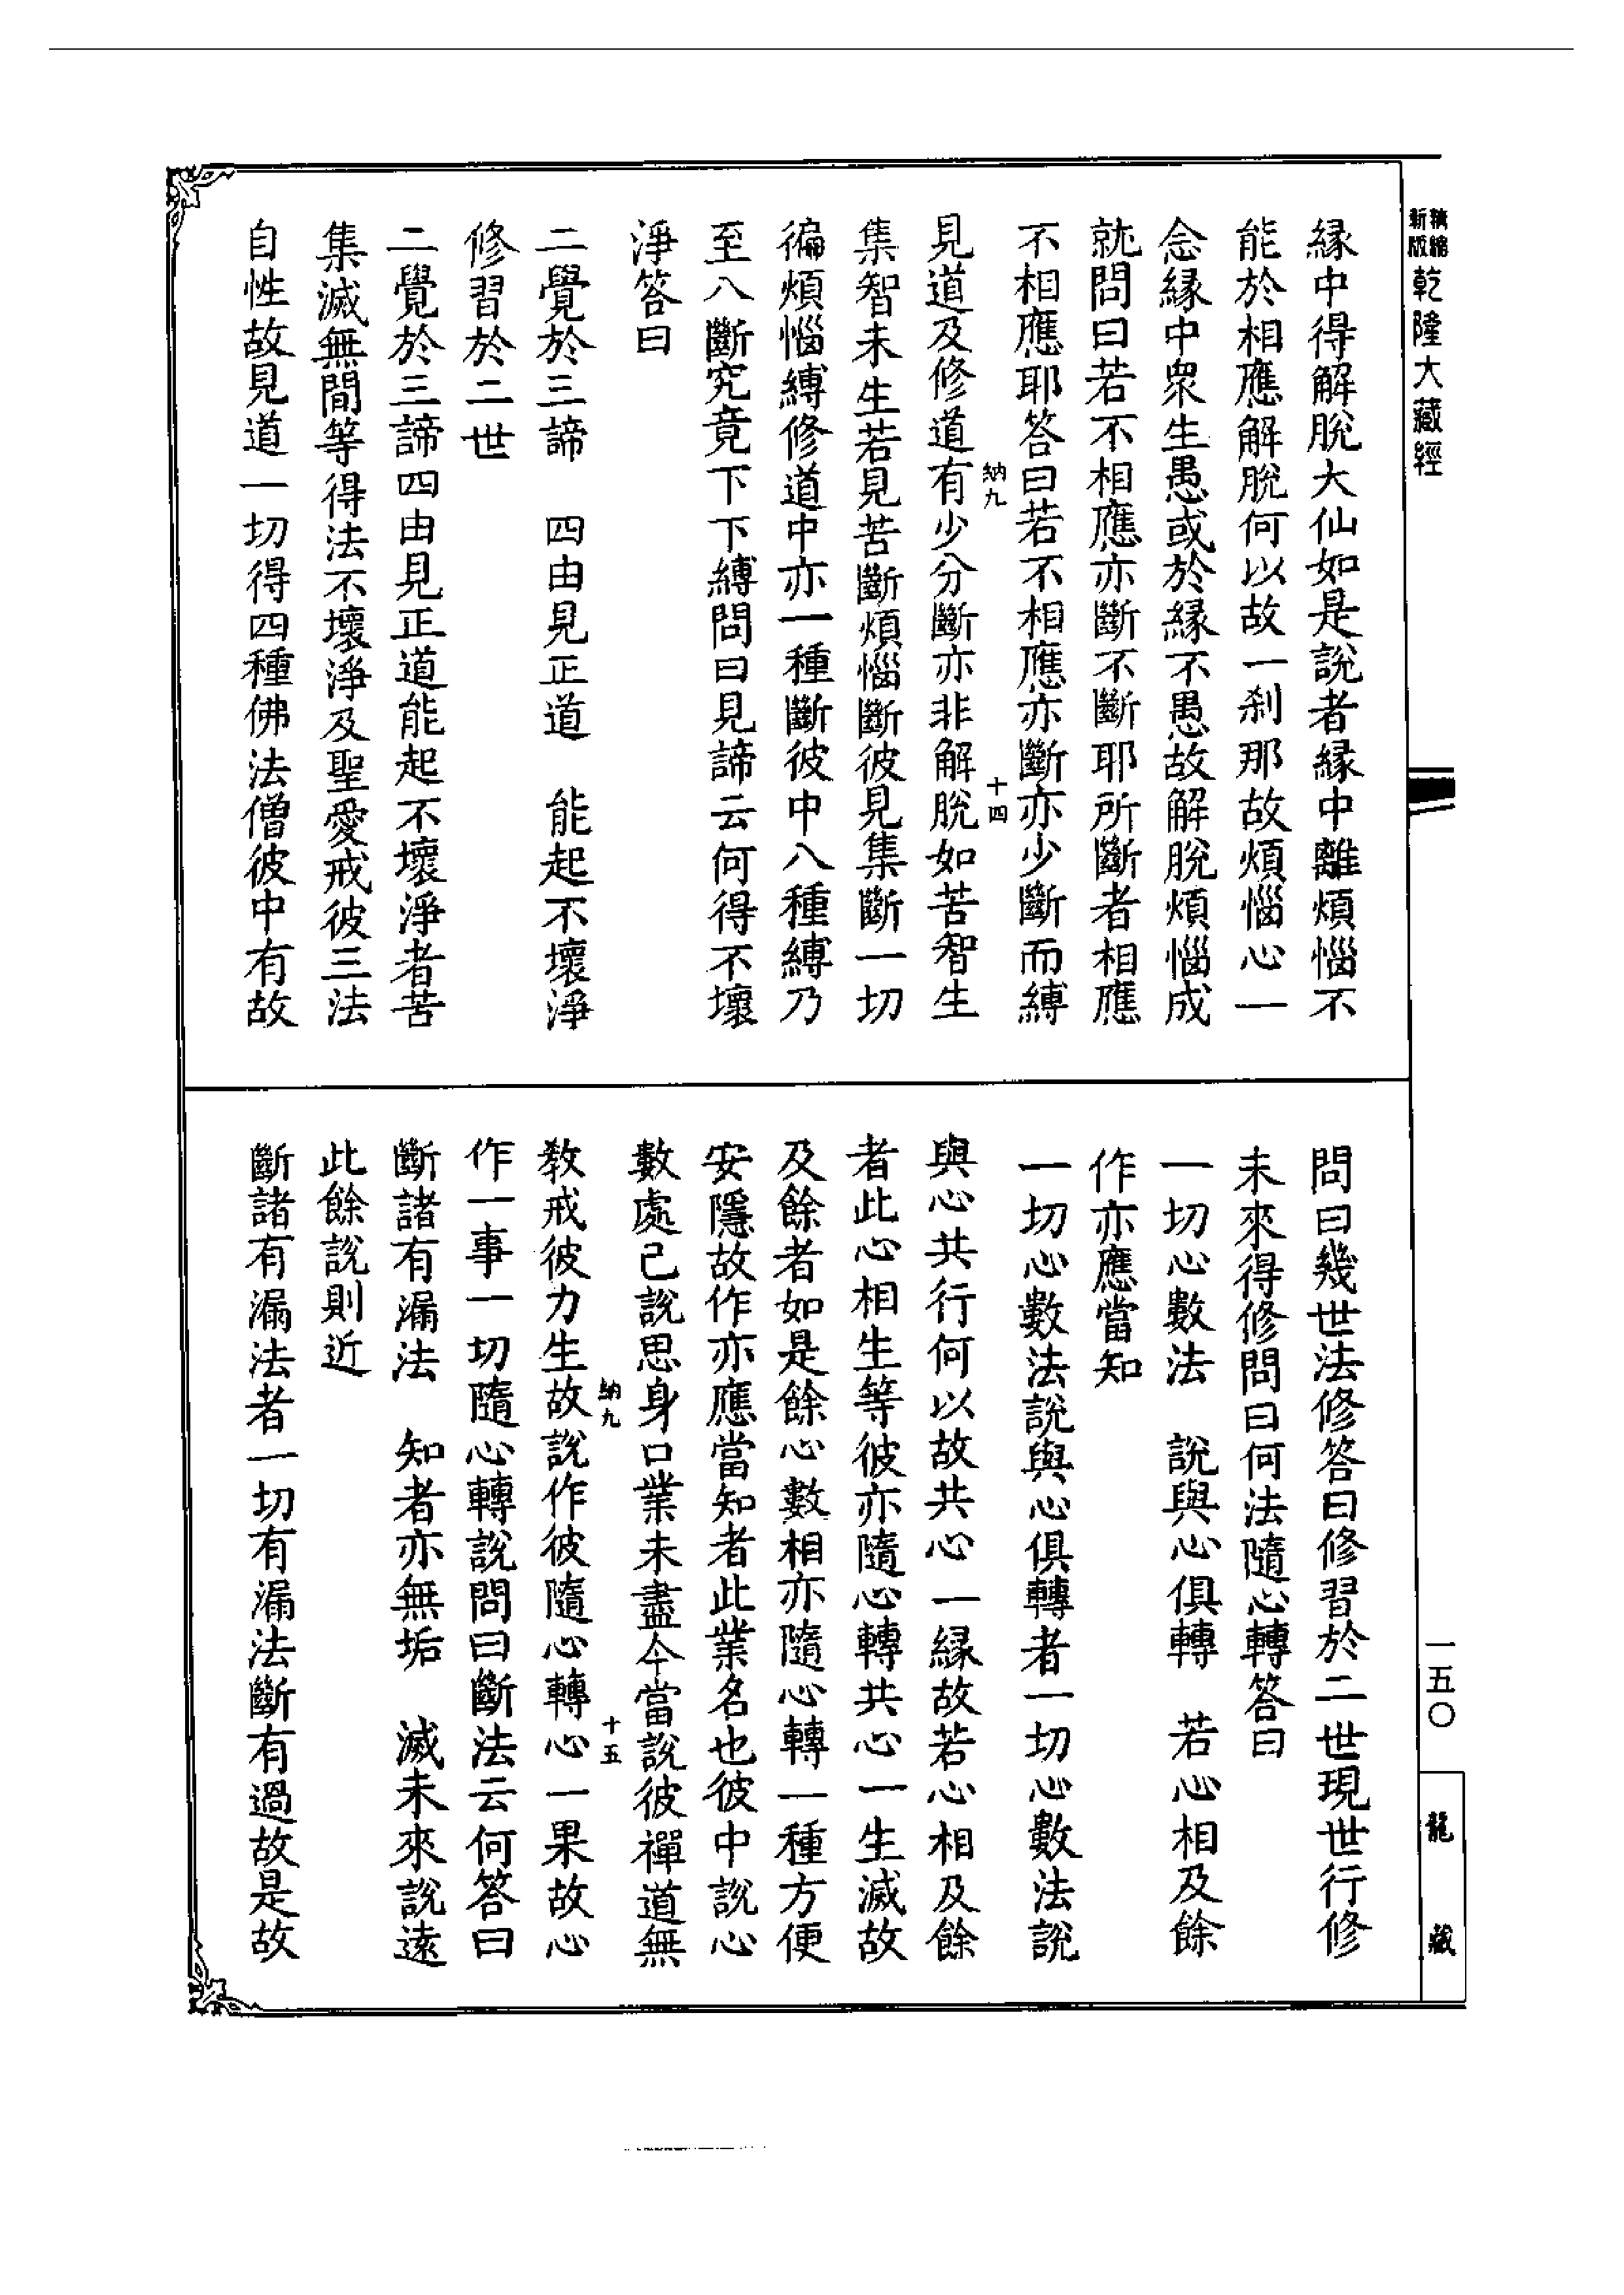 精縮新版乾隆大藏經
緣中得解脫大仙如是說者緣中離煩惱不
能於相應解脫何以故一剎那故煩惱心一
念緣中眾生愚或於緣不愚故解脫煩惱成
就問曰若不相應亦斷不斷耶所斷者相應
不相應耶答曰若不相應亦斷亦少斷而縛
納九
十四
見道及修道有少分斷亦非解脫如苦智生
集智未生若見苦斷煩惱斷彼見集斷一切
徧煩惱縛修道中亦一種斷彼中八種縛乃
至八斷究竟下下縛問曰見諦云何得不壞
淨答曰
二覺於三諦　四由見正道　能起不壞淨
修習於二世
二覺於三諦四由見正道能起不壞淨者苦
集滅無間等得法不壞淨及聖愛戒彼三法
自性故見道一切得四種佛法僧彼中有故
問曰幾世法修答曰修習於二世現世行修
未來得修問曰何法隨心轉答曰
一切心數法　說與心俱轉　若心相及餘
作亦應當知
一切心數法說與心俱轉者一切心數法說
與心共行何以故共心一緣故若心相及餘
者此心相生等彼亦隨心轉共心一生滅故
及餘者如是餘心數相亦隨心轉一種方便
安隱故作亦應當知者此業名也彼中說心
數處已說思身口業未盡今當說彼禪道無
納九
十五
教戒彼力生故說作彼隨心轉心一果故心
作一事一切隨心轉說問曰斷法云何答曰
斷諸有漏法　知者亦無垢　滅未來說遠
此餘說則近
斷諸有漏法者一切有漏法斷有過故是故
一五〇
龍藏